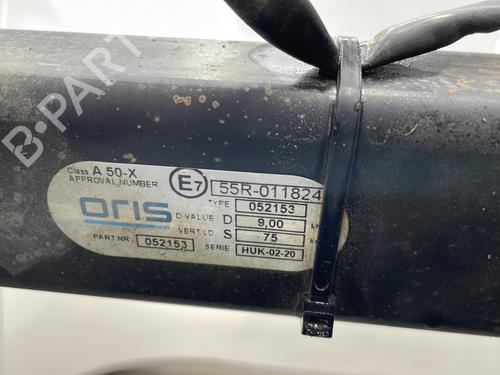 B-PARTS
Class A 50-X
APPROVAL NUMBER E7 55R-011824
TYPE 052153
ORIS D VALUE D 9,00
VERT.LD S 75
PART NR 052153 SERIE HUK-02-20